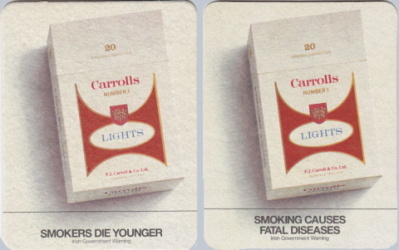 20
Carrolls
NUMBER 1
LIGHTS
P.J. Carroll & Co. Ltd.
SMOKERS DIE YOUNGER
Irish Government Warning
20
Carrolls
NUMBER 1
LIGHTS
P.J. Carroll & Co. Ltd.
SMOKING CAUSES
FATAL DISEASES
Irish Government Warning